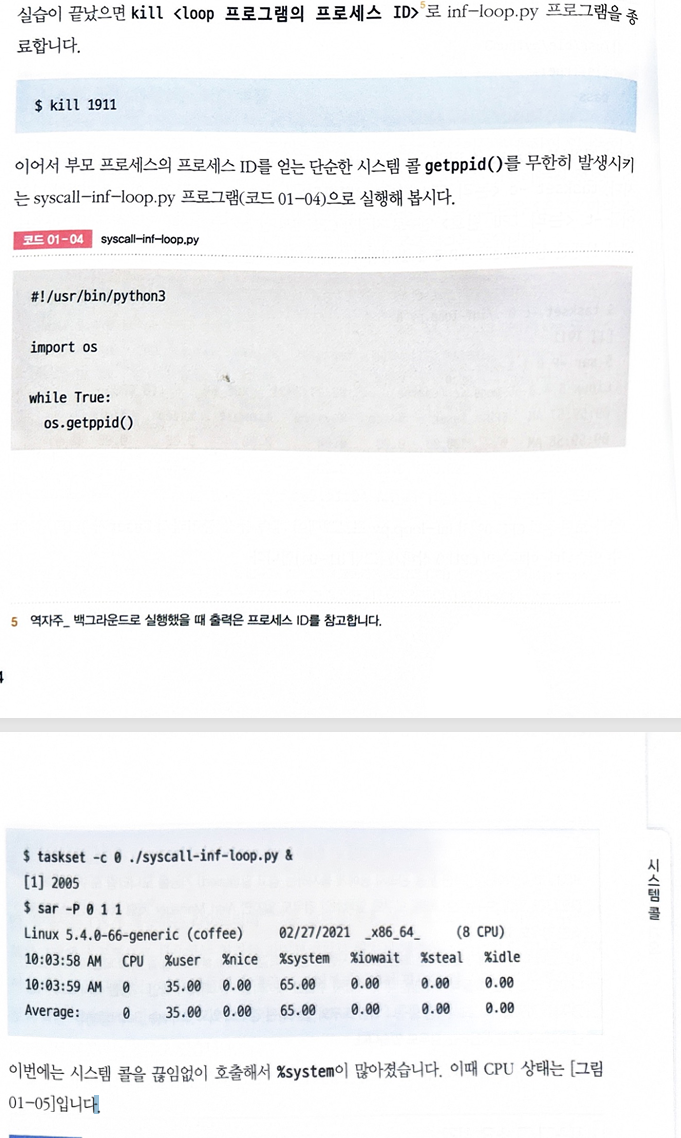 실습이 끝났으면 kill <loop 프로그램의 프로세스 ID>5로 inf-loop.py 프로그램을 종
료합니다.
$ kill 1911
이어서 부모 프로세스의 프로세스 ID를 얻는 단순한 시스템 콜 getppid()를 무한히 발생시키
는 syscall-inf-loop.py 프로그램(코드 01-04)으로 실행해 봅시다.
코드 01-04 syscall-inf-loop.py
#!/usr/bin/python3
import os
while True:
os.getppid()
5 역자주_ 백그라운드로 실행했을 때 출력은 프로세스 ID를 참고합니다.
4
$ taskset -c 0 ./syscall-inf-loop.py &
[1] 2005
$ sar -P 0 1 1
Linux 5.4.0-66-generic (coffee) 02/27/2021 _x86_64_ (8 CPU)
10:03:58 AM CPU %user %nice %system %iowait %steal %idle
10:03:59 AM 0 35.00 0.00 65.00 0.00 0.00 0.00
Average: 0 35.00 0.00 65.00 0.00 0.00 0.00
시스템 콜
이번에는 시스템 콜을 끊임없이 호출해서 %system이 많아졌습니다. 이때 CPU 상태는 [그림
01-05]입니다.